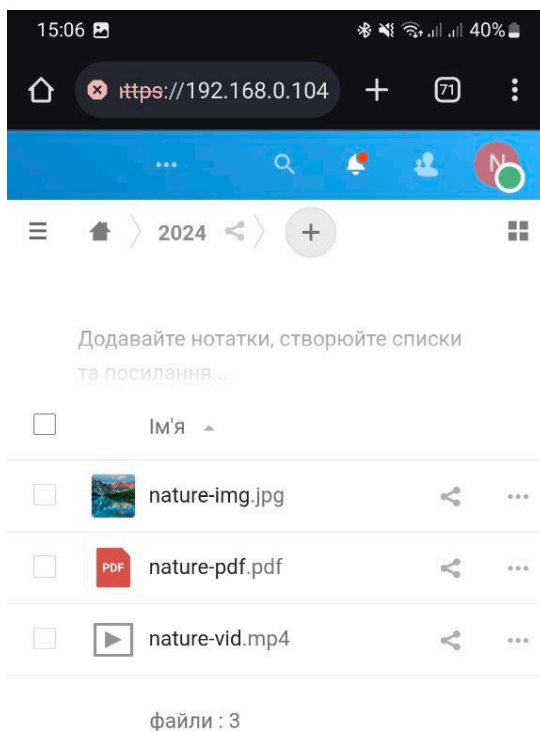 15:06 40%
https://192.168.0.104 71
N
2024
Додавайте нотатки, створюйте списки
та посилання...
Ім'я
nature-img.jpg
PDF nature-pdf.pdf
nature-vid.mp4
файли : 3